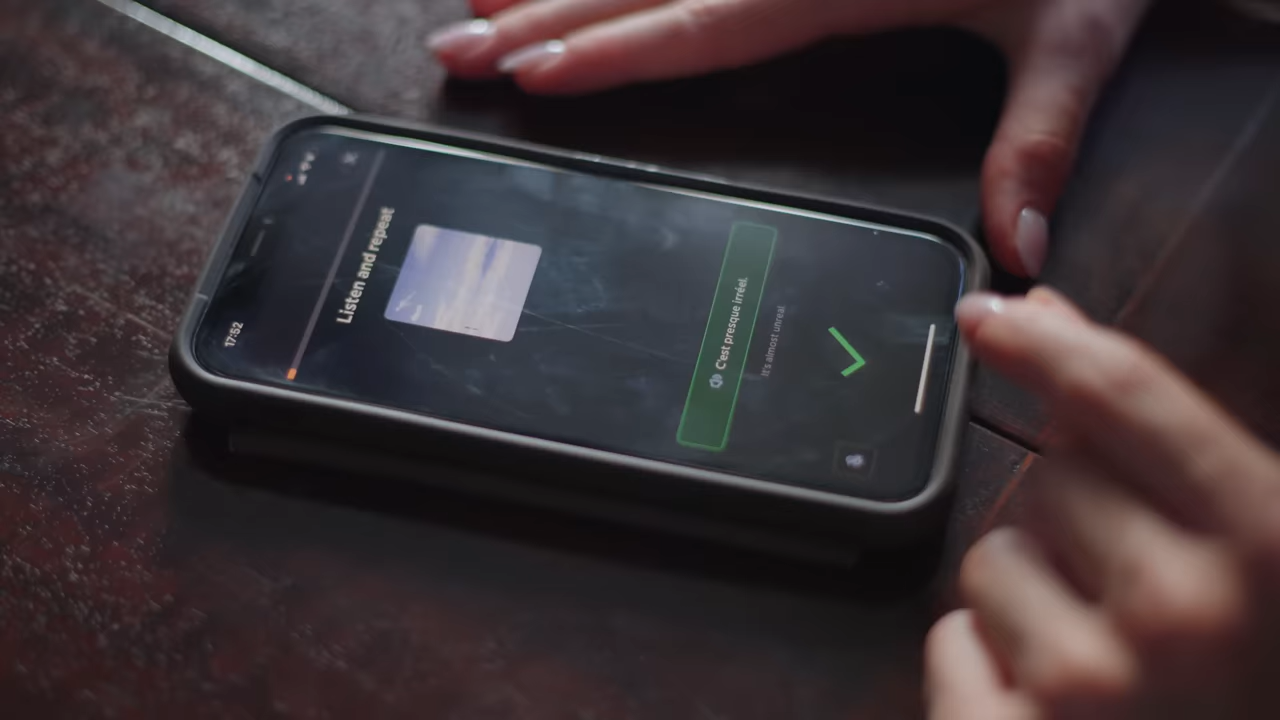 17:52
Listen and repeat
C'est presque irréel.
It's almost unreal